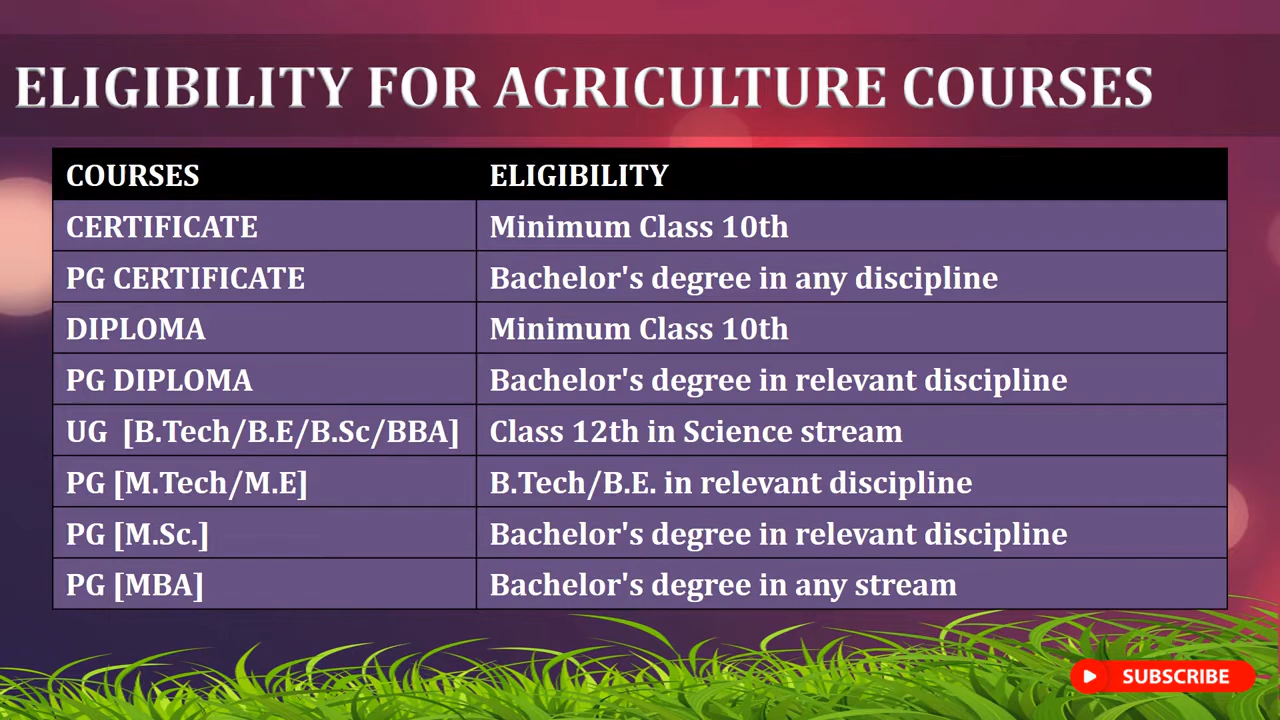 ELIGIBILITY FOR AGRICULTURE COURSES
COURSES ELIGIBILITY
CERTIFICATE Minimum Class 10th
PG CERTIFICATE Bachelor's degree in any discipline
DIPLOMA Minimum Class 10th
PG DIPLOMA Bachelor's degree in relevant discipline
UG [B.Tech/B.E/B.Sc/BBA] Class 12th in Science stream
PG [M.Tech/M.E] B.Tech/B.E. in relevant discipline
PG [M.Sc.] Bachelor's degree in relevant discipline
PG [MBA] Bachelor's degree in any stream
SUBSCRIBE